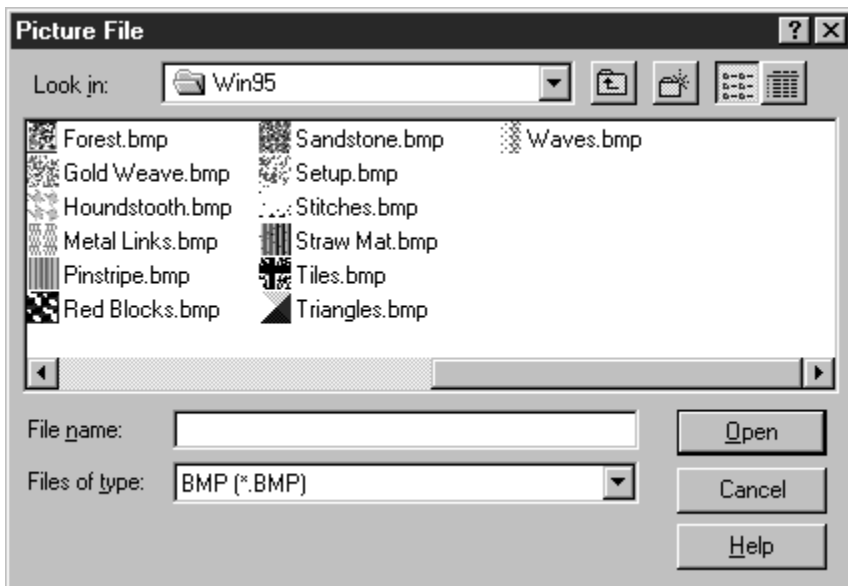 Picture File
Look in: Win95
Forest.bmp Sandstone.bmp Waves.bmp
Gold Weave.bmp Setup.bmp
Houndstooth.bmp Stitches.bmp
Metal Links.bmp Straw Mat.bmp
Pinstripe.bmp Tiles.bmp
Red Blocks.bmp Triangles.bmp
File name: Open
Files of type: BMP (*.BMP) Cancel
Help